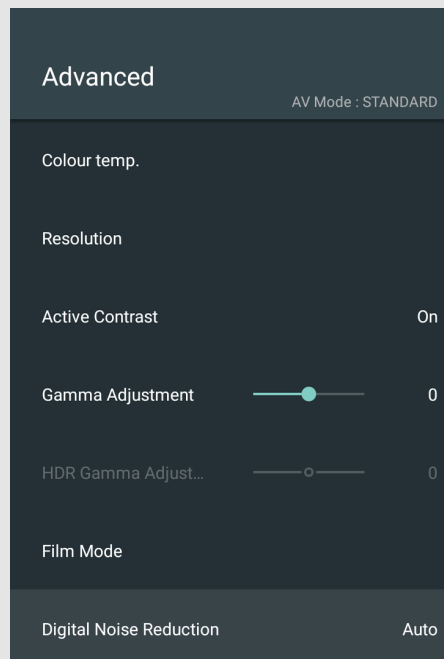 Advanced
AV Mode : STANDARD
Colour temp.
Resolution
Active Contrast On
Gamma Adjustment 0
HDR Gamma Adjust... 0
Film Mode
Digital Noise Reduction Auto